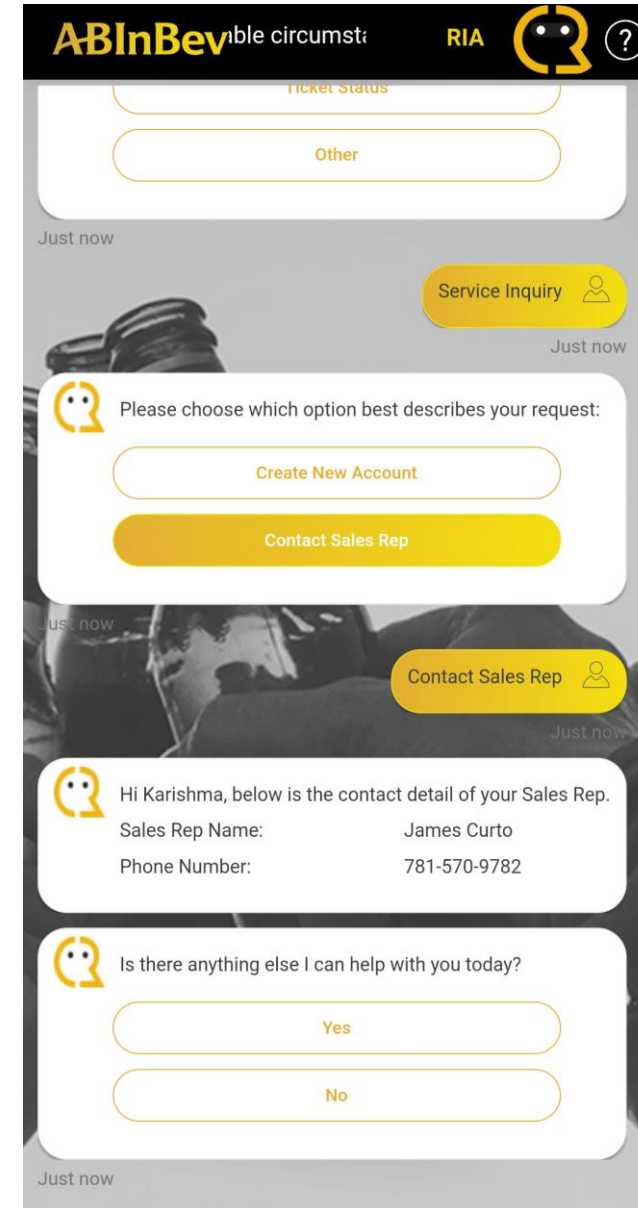 ABInBev able circumsta RIA ?
Ticket Status
Other
Just now
Service Inquiry
Just now
Please choose which option best describes your request:
Create New Account
Contact Sales Rep
Just now
Contact Sales Rep
Just now
Hi Karishma, below is the contact detail of your Sales Rep.
Sales Rep Name: James Curto
Phone Number: 781-570-9782
Is there anything else I can help with you today?
Yes
No
Just now